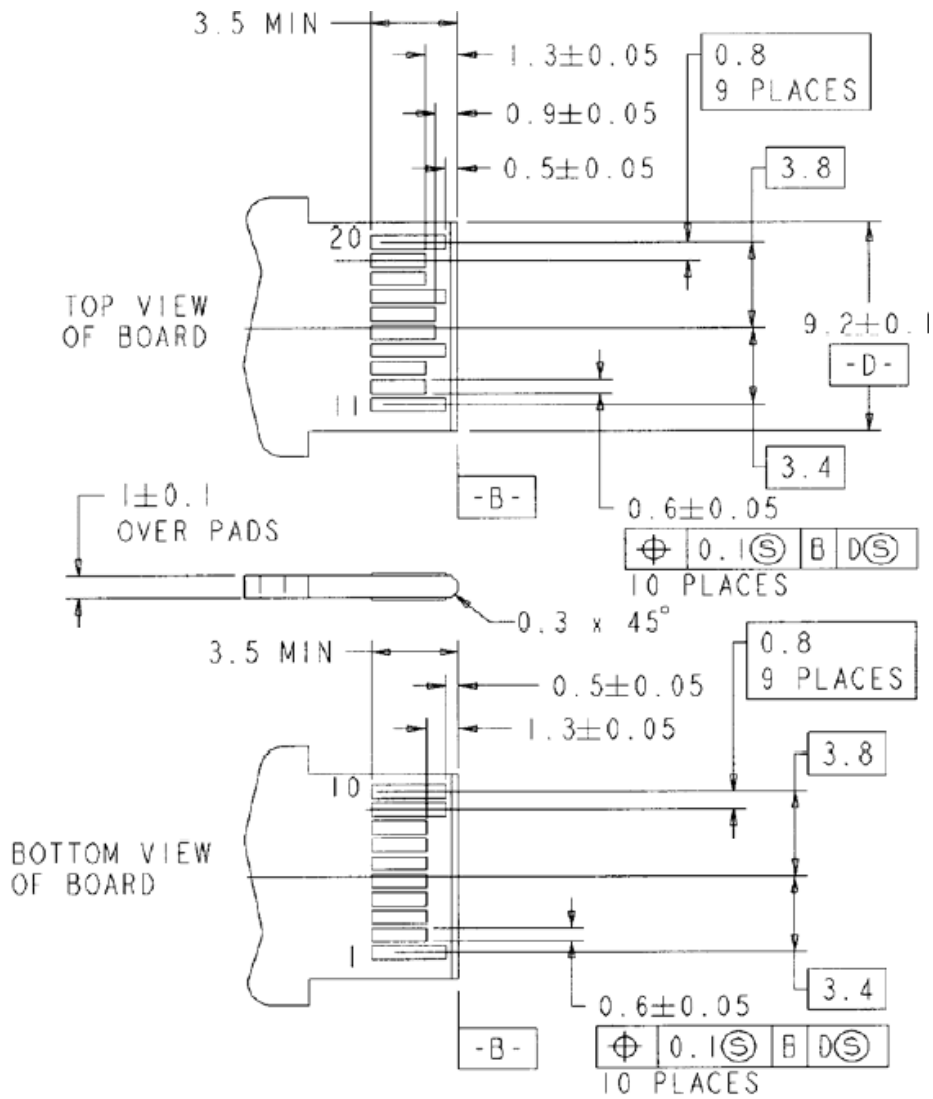 3.5 MIN
1.3±0.05
0.8
9 PLACES
0.9±0.05
0.5±0.05
3.8
20
TOP VIEW
OF BOARD
9.2±0.1
-D-
11
3.4
-B-
1±0.1
OVER PADS
0.6±0.05
⌖ 0.1Ⓢ B DⓈ
10 PLACES
0.3 x 45°
3.5 MIN
0.8
9 PLACES
0.5±0.05
1.3±0.05
3.8
10
BOTTOM VIEW
OF BOARD
1
3.4
0.6±0.05
-B-
⌖ 0.1Ⓢ B DⓈ
10 PLACES